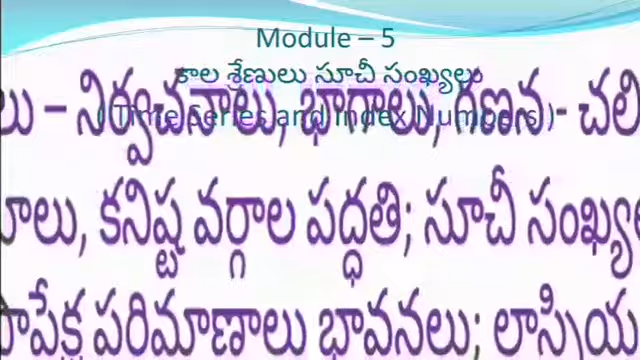 Module – 5
కాల శ్రేణులు సూచీ సంఖ్యలు
( Time Series and Index Numbers )
లు – నిర్వచనాలు, భాగాలు, గణన- చలి
లు, కనిష్ట వర్గాల పద్ధతి; సూచీ సంఖ్య
పరిమాణాలు భావనలు;